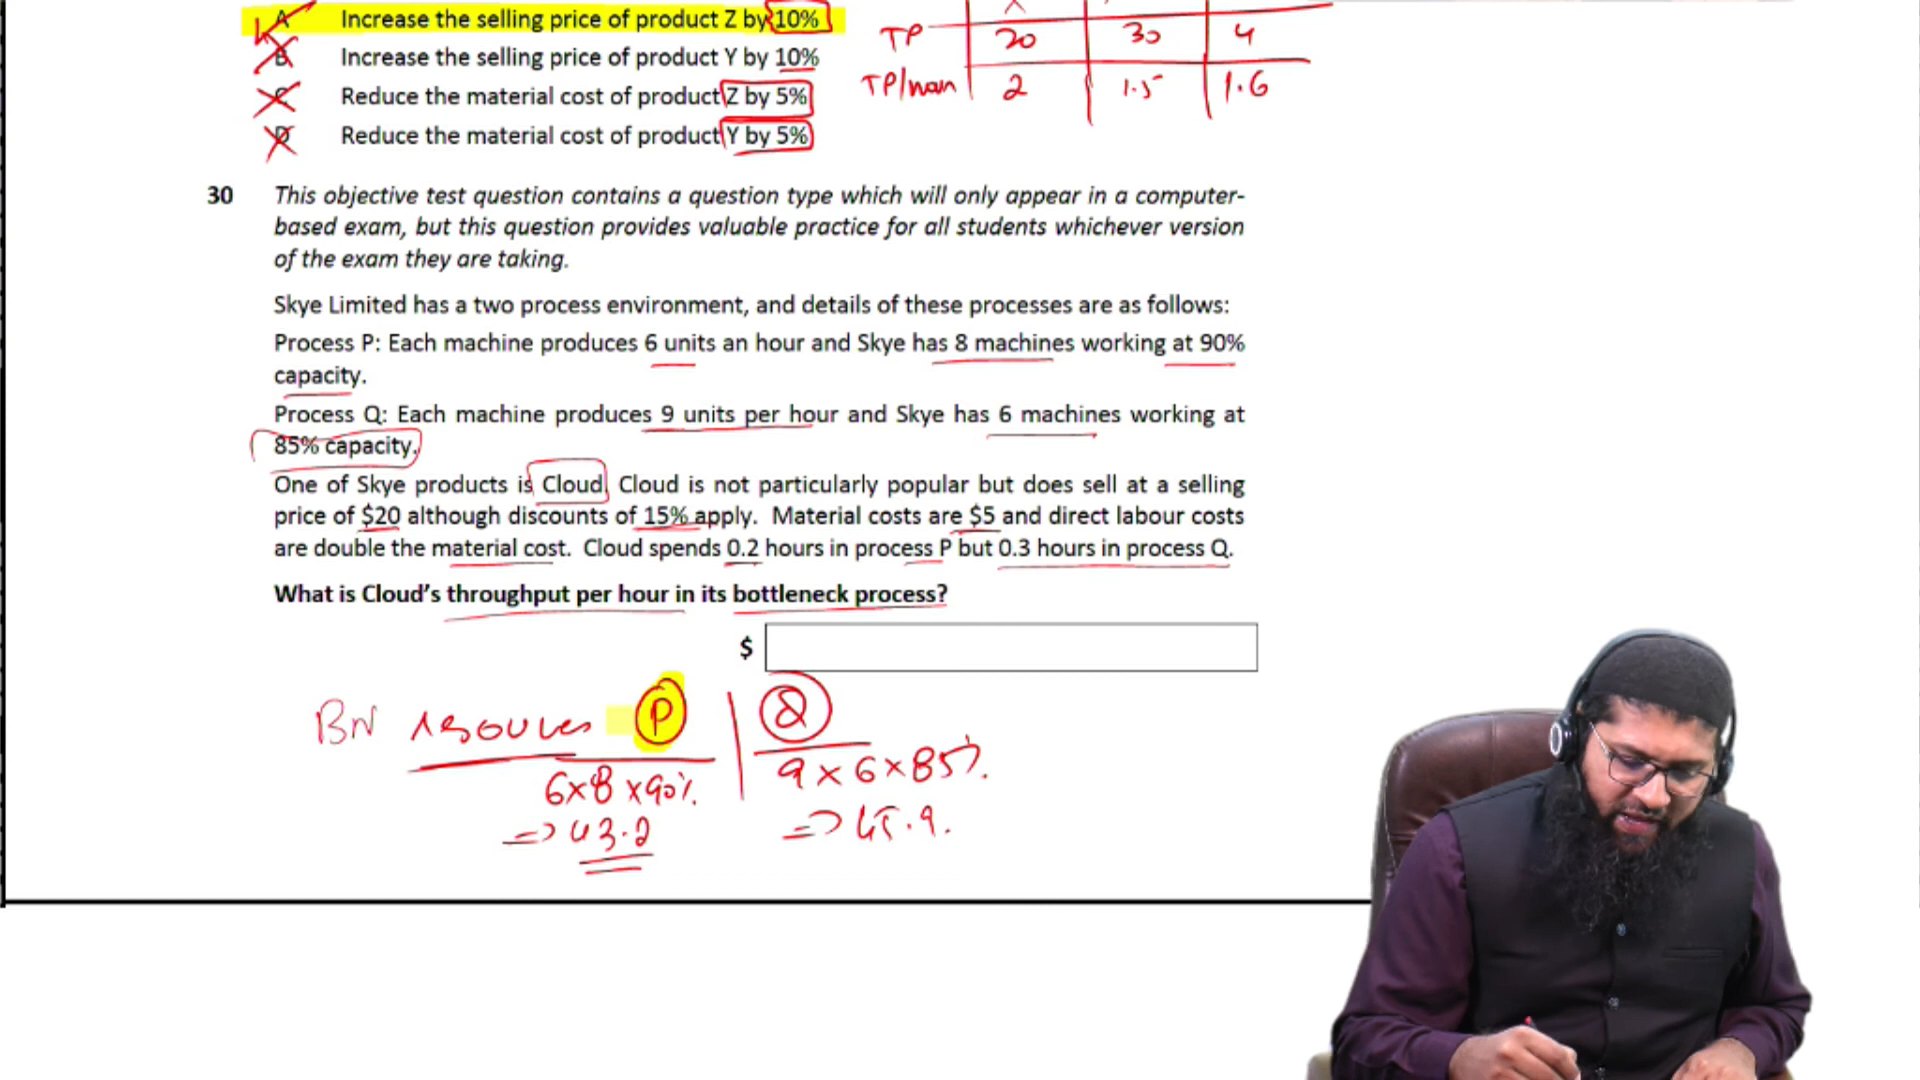 A Increase the selling price of product Z by 10%
B Increase the selling price of product Y by 10%
C Reduce the material cost of product Z by 5%
D Reduce the material cost of product Y by 5%
TP 20 30 4
TP/man 2 1.5 1.6
30 This objective test question contains a question type which will only appear in a computer-
based exam, but this question provides valuable practice for all students whichever version
of the exam they are taking.
Skye Limited has a two process environment, and details of these processes are as follows:
Process P: Each machine produces 6 units an hour and Skye has 8 machines working at 90%
capacity.
Process Q: Each machine produces 9 units per hour and Skye has 6 machines working at
85% capacity.
One of Skye products is Cloud. Cloud is not particularly popular but does sell at a selling
price of $20 although discounts of 15% apply. Material costs are $5 and direct labour costs
are double the material cost. Cloud spends 0.2 hours in process P but 0.3 hours in process Q.
What is Cloud's throughput per hour in its bottleneck process?
$
BN resources P Q
6x8x90% 9x6x85%
=> 43.2 => 45.9.